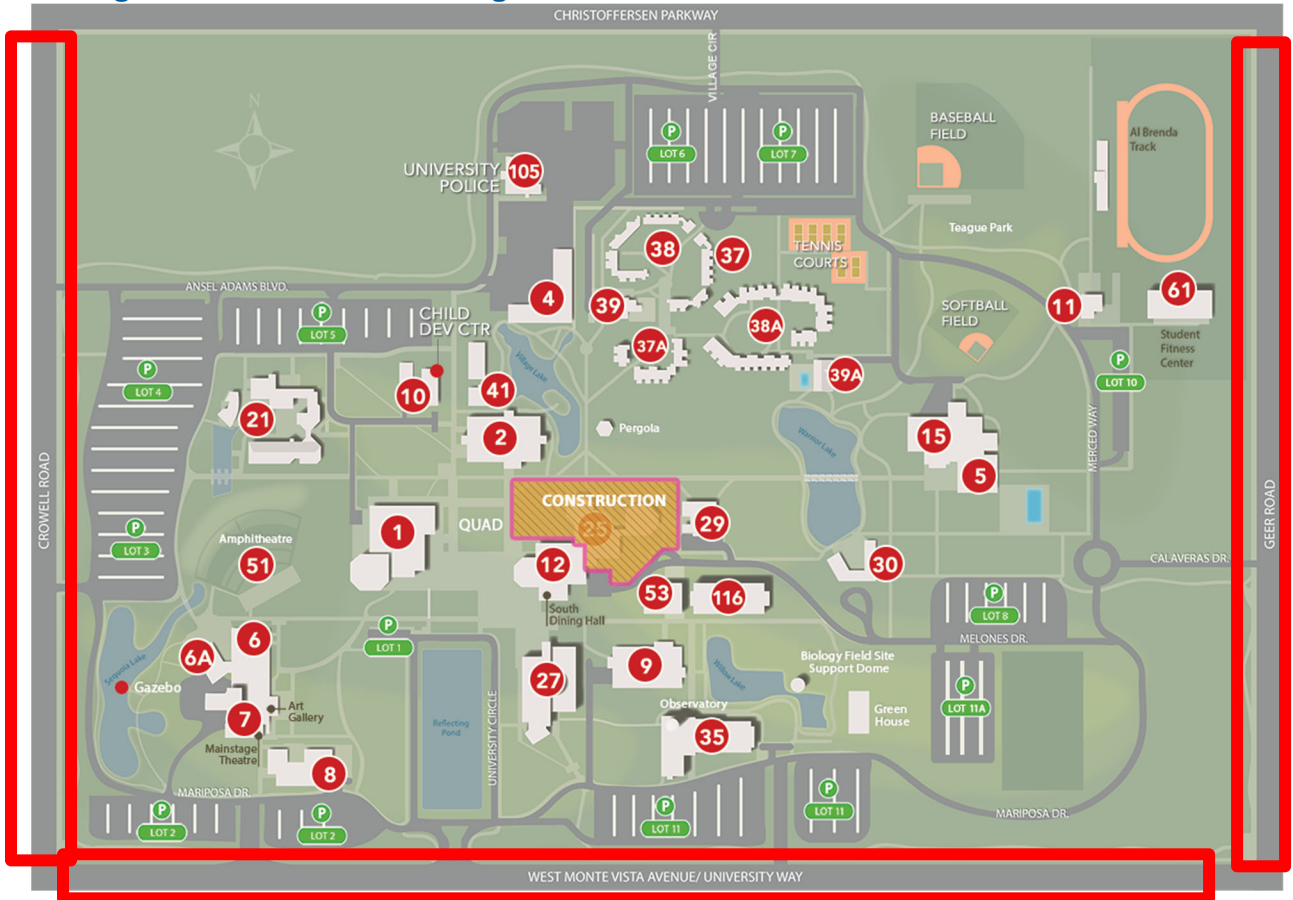 CHRISTOFFERSEN PARKWAY
VILLAGE CIR
N
BASEBALL
FIELD
Al Brenda
Track
P
LOT 6
P
LOT 7
UNIVERSITY
POLICE
105
Teague Park
38
37
TENNIS
COURTS
ANSEL ADAMS BLVD.
4
39
11
61
SOFTBALL
FIELD
CHILD
DEV CTR
P
LOT 5
38A
37A
Student
Fitness
Center
Village Lake
P
LOT 4
P
LOT 10
39A
10
41
21
2
Pergola
Warrior Lake
15
5
MERCED WAY
CROWELL ROAD
GEER ROAD
CONSTRUCTION
25
QUAD
29
1
P
LOT 3
Amphitheatre
51
12
30
CALAVERAS DR.
53
116
South
Dining Hall
P
LOT 8
MELONES DR.
P
LOT 1
6
6A
Sequoia Lake
Gazebo
27
9
Willow Lake
Biology Field Site
Support Dome
P
LOT 11A
Art
Gallery
7
Mainstage
Theatre
Reflecting
Pond
UNIVERSITY CIRCLE
Observatory
35
Green
House
8
MARIPOSA DR.
P
LOT 2
P
LOT 2
P
LOT 11
P
LOT 11
MARIPOSA DR.
WEST MONTE VISTA AVENUE/ UNIVERSITY WAY